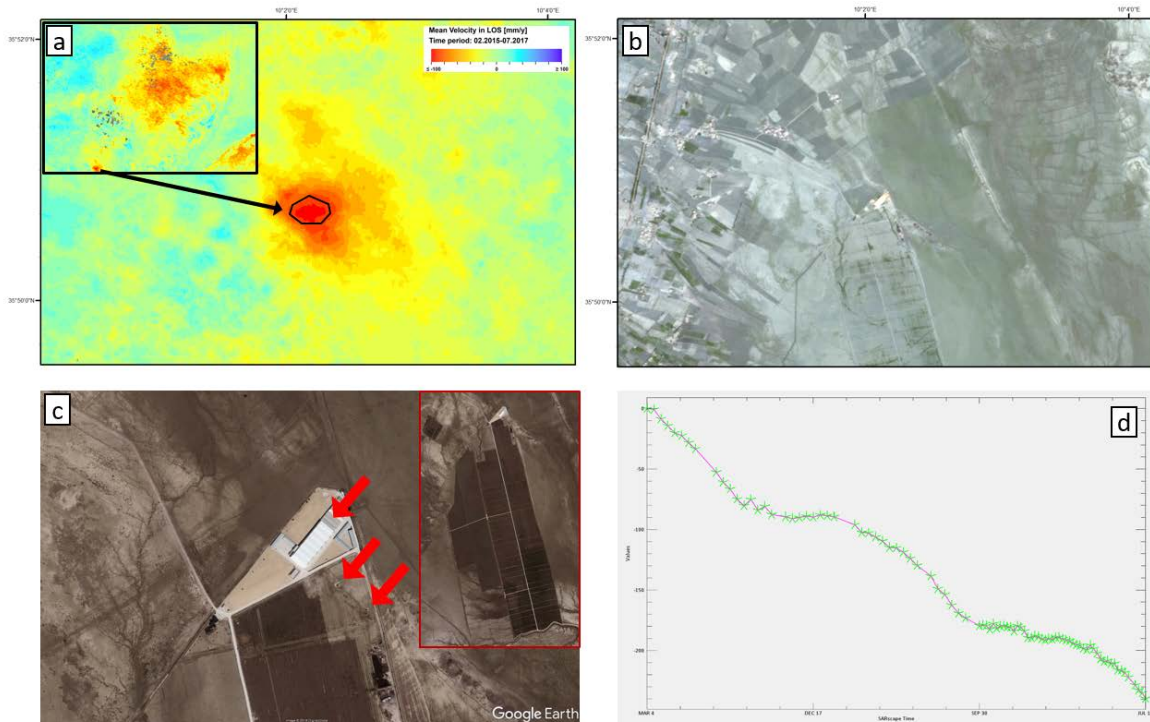 10°2'0"E
10°4'0"E
10°2'0"E
10°4'0"E
a
Mean Velocity in LOS [mm/y]
Time period: 02.2015-07.2017
≤ -100
0
≥ 100
35°52'0"N
35°50'0"N
b
35°52'0"N
35°50'0"N
c
Google Earth
d
0
-50
-100
-150
-200
Values
MAR 6
DEC 17
SEP 30
JUL 1
SARscape Time